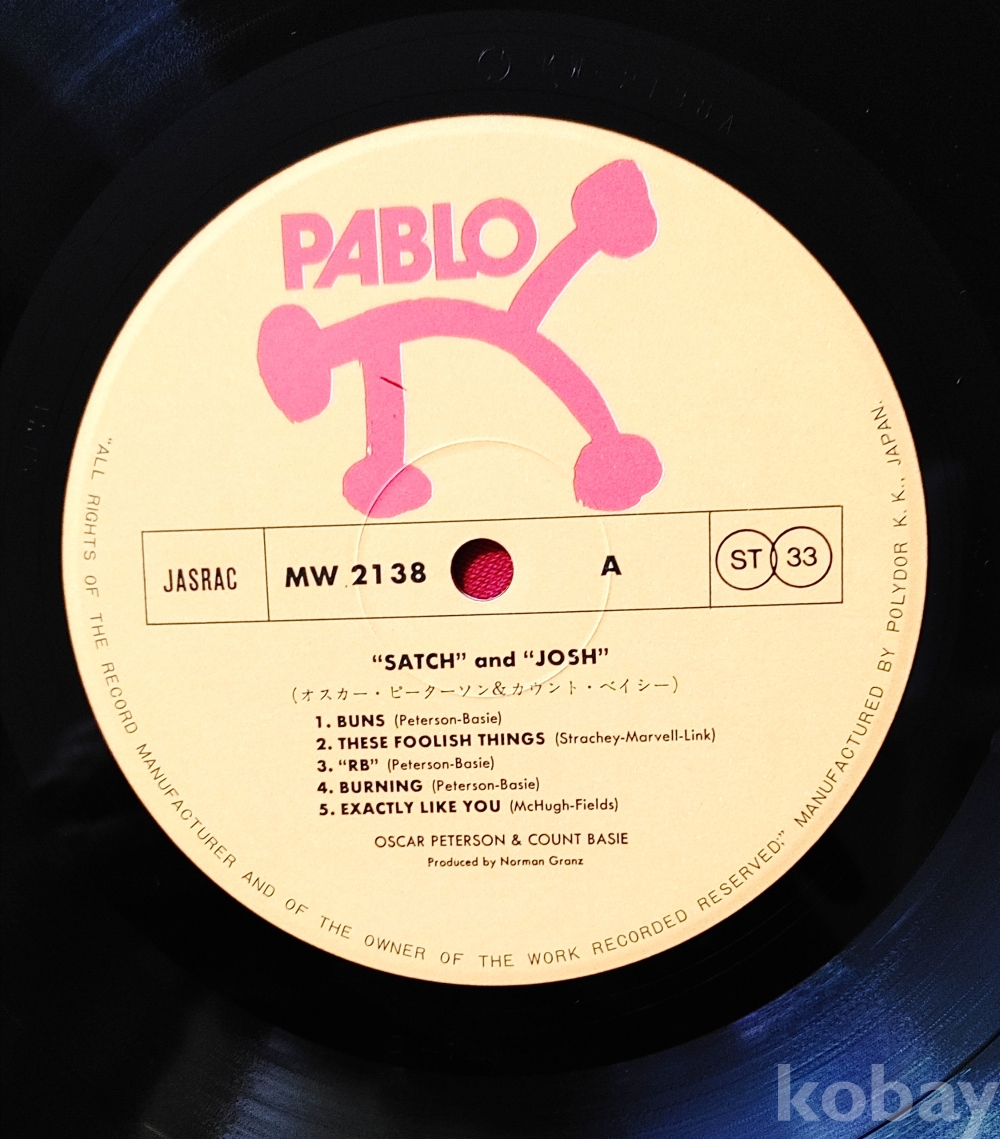 PABLO
JASRAC
MW 2138
A
ST 33
“SATCH” and “JOSH”
(オスカー・ピーターソン&カウント・ベイシー)
1. BUNS (Peterson-Basie)
2. THESE FOOLISH THINGS (Strachey-Marvell-Link)
3. “RB” (Peterson-Basie)
4. BURNING (Peterson-Basie)
5. EXACTLY LIKE YOU (McHugh-Fields)
OSCAR PETERSON & COUNT BASIE
Produced by Norman Granz
“ALL RIGHTS OF THE RECORD MANUFACTURER AND OF THE OWNER OF THE WORK RECORDED RESERVED;” MANUFACTURED BY POLYDOR K. K., JAPAN.
kobay